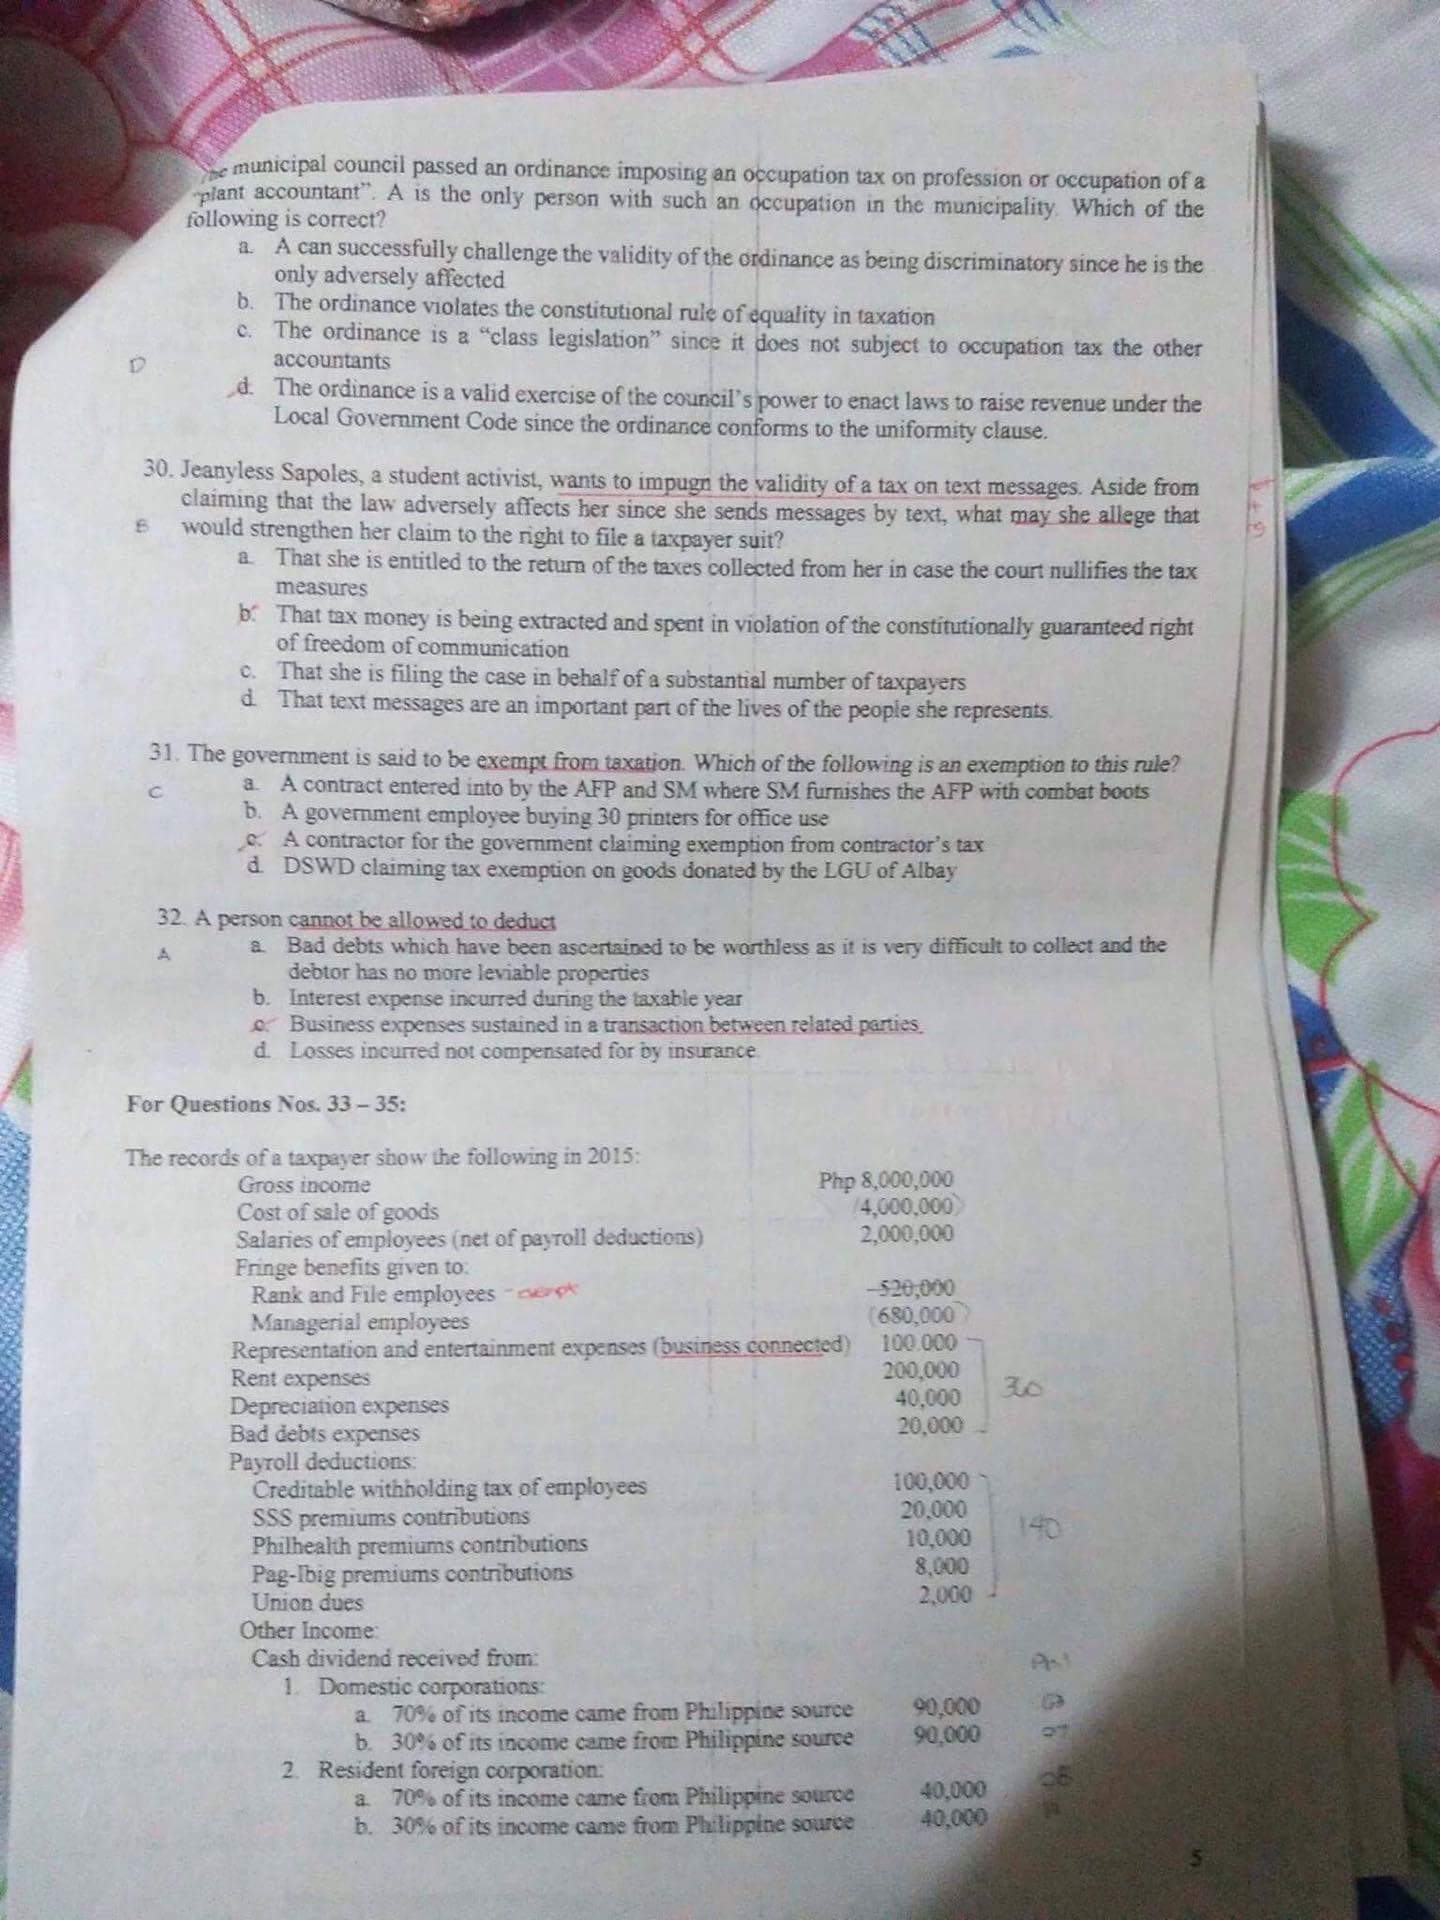 municipal council passed an ordinance imposing an occupation tax on profession or occupation of a
"plant accountant". A is the only person with such an occupation in the municipality. Which of the
following is correct?
a. A can successfully challenge the validity of the ordinance as being discriminatory since he is the
only adversely affected
b. The ordinance violates the constitutional rule of equality in taxation
c. The ordinance is a "class legislation" since it does not subject to occupation tax the other
accountants
D
d. The ordinance is a valid exercise of the council's power to enact laws to raise revenue under the
Local Government Code since the ordinance conforms to the uniformity clause.
30. Jeanyless Sapoles, a student activist, wants to impugn the validity of a tax on text messages. Aside from
claiming that the law adversely affects her since she sends messages by text, what may she allege that
B would strengthen her claim to the right to file a taxpayer suit?
a. That she is entitled to the return of the taxes collected from her in case the court nullifies the tax
measures
b. That tax money is being extracted and spent in violation of the constitutionally guaranteed right
of freedom of communication
c. That she is filing the case in behalf of a substantial number of taxpayers
d. That text messages are an important part of the lives of the people she represents.
31. The government is said to be exempt from taxation. Which of the following is an exemption to this rule?
C a. A contract entered into by the AFP and SM where SM furnishes the AFP with combat boots
b. A government employee buying 30 printers for office use
c. A contractor for the government claiming exemption from contractor's tax
d. DSWD claiming tax exemption on goods donated by the LGU of Albay
32. A person cannot be allowed to deduct
A a. Bad debts which have been ascertained to be worthless as it is very difficult to collect and the
debtor has no more leviable properties
b. Interest expense incurred during the taxable year
c. Business expenses sustained in a transaction between related parties.
d. Losses incurred not compensated for by insurance.
For Questions Nos. 33 – 35:
The records of a taxpayer show the following in 2015:
Gross income Php 8,000,000
Cost of sale of goods 4,000,000
Salaries of employees (net of payroll deductions) 2,000,000
Fringe benefits given to:
Rank and File employees - exempt 520,000
Managerial employees 680,000
Representation and entertainment expenses (business connected) 100.000
Rent expenses 200,000
Depreciation expenses 40,000 360
Bad debts expenses 20,000
Payroll deductions:
Creditable withholding tax of employees 100,000
SSS premiums contributions 20,000
Philhealth premiums contributions 10,000 140
Pag-Ibig premiums contributions 8,000
Union dues 2,000
Other Income:
Cash dividend received from:
1. Domestic corporations:
a. 70% of its income came from Philippine source 90,000 63
b. 30% of its income came from Philippine source 90,000 27
2. Resident foreign corporation:
a. 70% of its income came from Philippine source 40,000 28
b. 30% of its income came from Philippine source 40,000
5